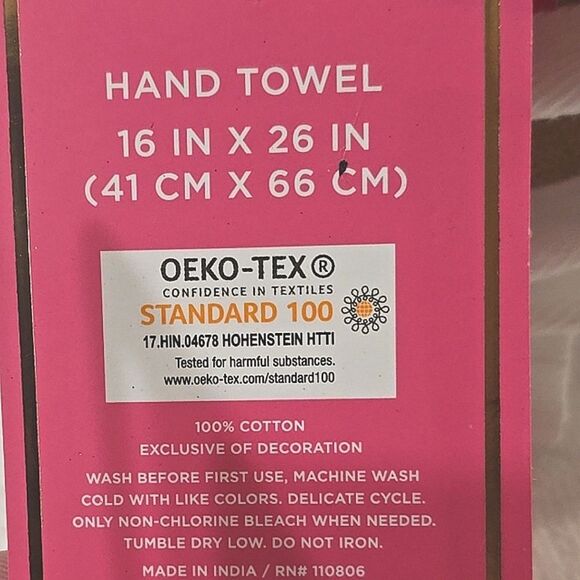 HAND TOWEL
16 IN X 26 IN
(41 CM X 66 CM)
OEKO-TEX®
CONFIDENCE IN TEXTILES
STANDARD 100
17.HIN.04678 HOHENSTEIN HTTI
Tested for harmful substances.
www.oeko-tex.com/standard100
100% COTTON
EXCLUSIVE OF DECORATION
WASH BEFORE FIRST USE, MACHINE WASH
COLD WITH LIKE COLORS. DELICATE CYCLE.
ONLY NON-CHLORINE BLEACH WHEN NEEDED.
TUMBLE DRY LOW. DO NOT IRON.
MADE IN INDIA / RN# 110806